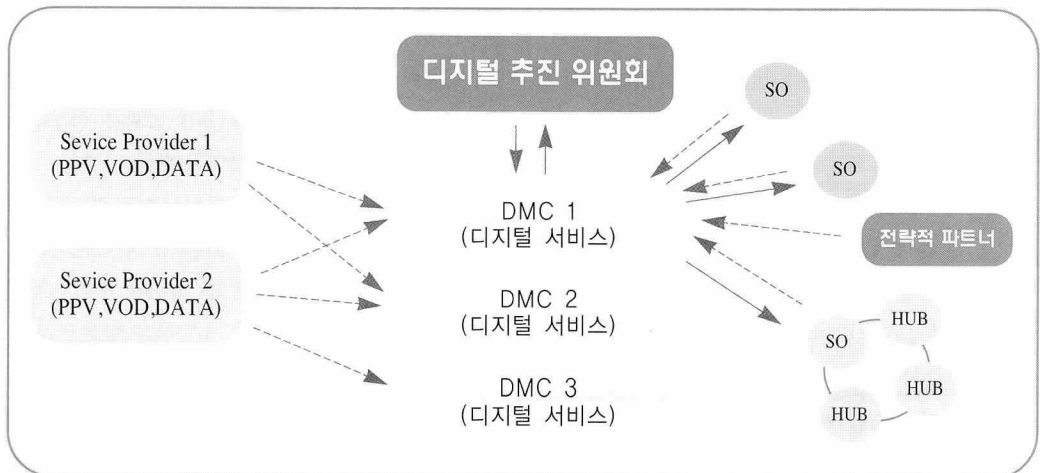 디지털 추진 위원회
Sevice Provider 1
(PPV,VOD,DATA)
Sevice Provider 2
(PPV,VOD,DATA)
DMC 1
(디지털 서비스)
DMC 2
(디지털 서비스)
DMC 3
(디지털 서비스)
SO
SO
전략적 파트너
SO
HUB
HUB
HUB